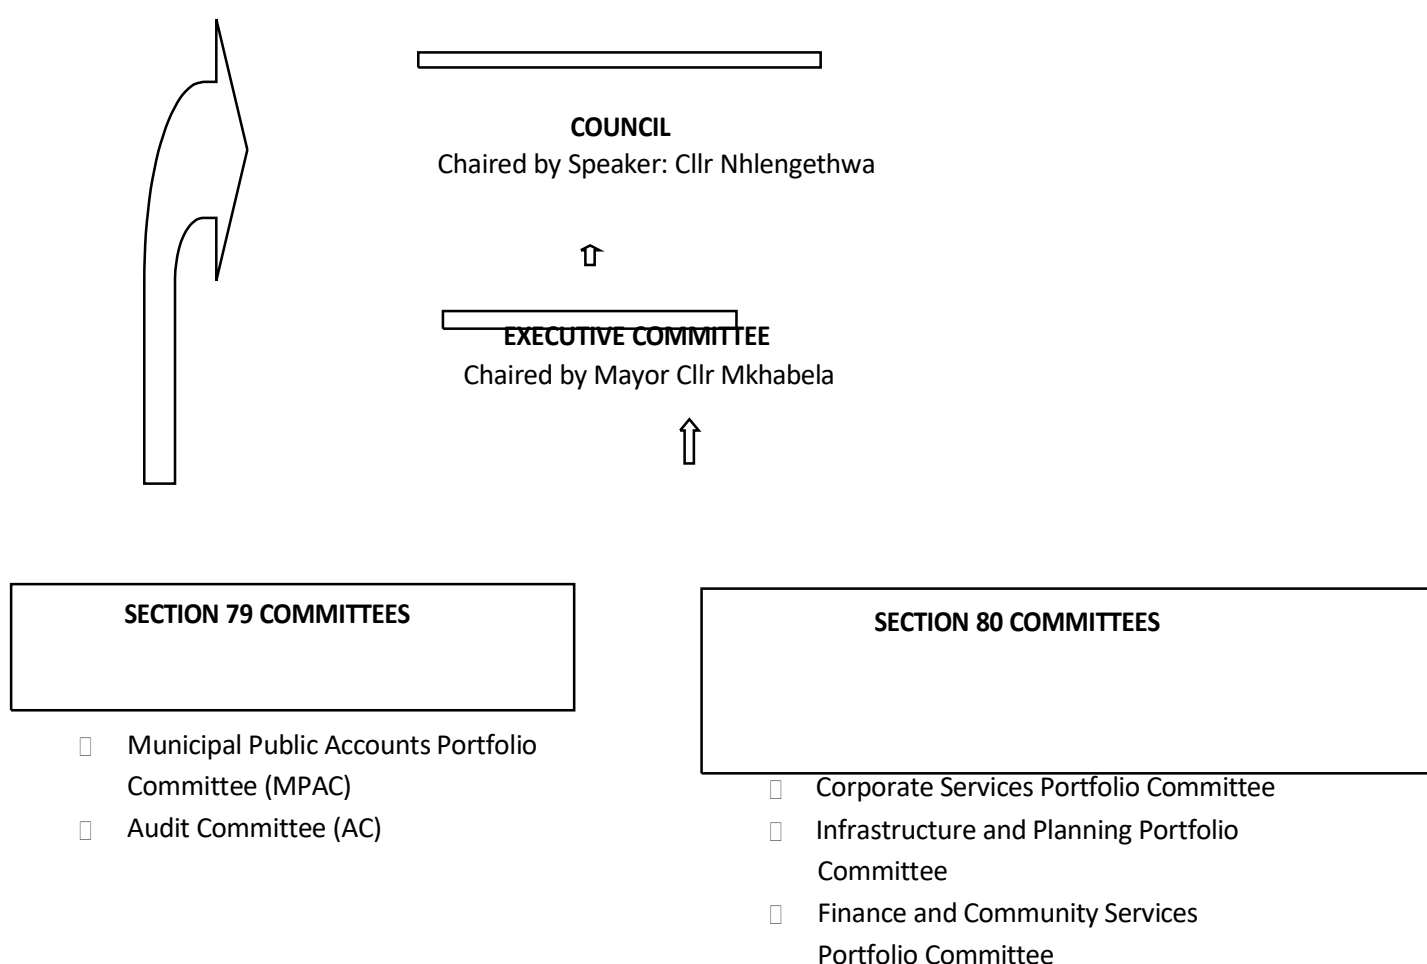 COUNCIL
Chaired by Speaker: Cllr Nhlengethwa
EXECUTIVE COMMITTEE
Chaired by Mayor Cllr Mkhabela
SECTION 79 COMMITTEES
Municipal Public Accounts Portfolio
Committee (MPAC)
Audit Committee (AC)
SECTION 80 COMMITTEES
Corporate Services Portfolio Committee
Infrastructure and Planning Portfolio
Committee
Finance and Community Services
Portfolio Committee